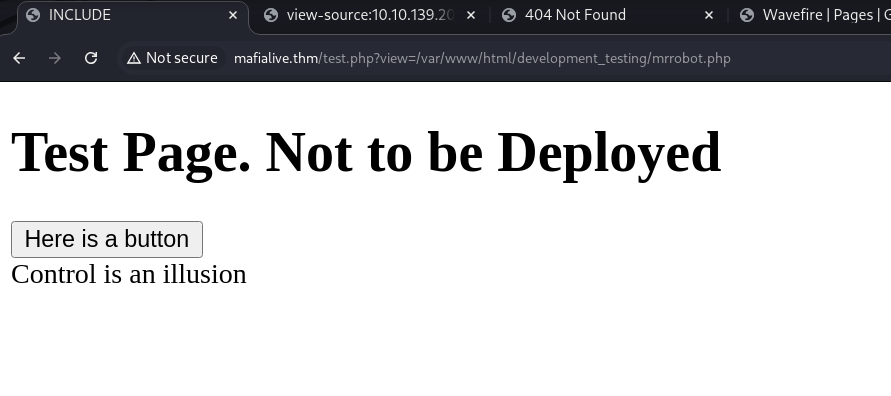 INCLUDE
view-source:10.10.139.20
404 Not Found
Wavefire | Pages | G
Not secure
mafialive.thm/test.php?view=/var/www/html/development_testing/mrrobot.php
Test Page. Not to be Deployed
Here is a button
Control is an illusion